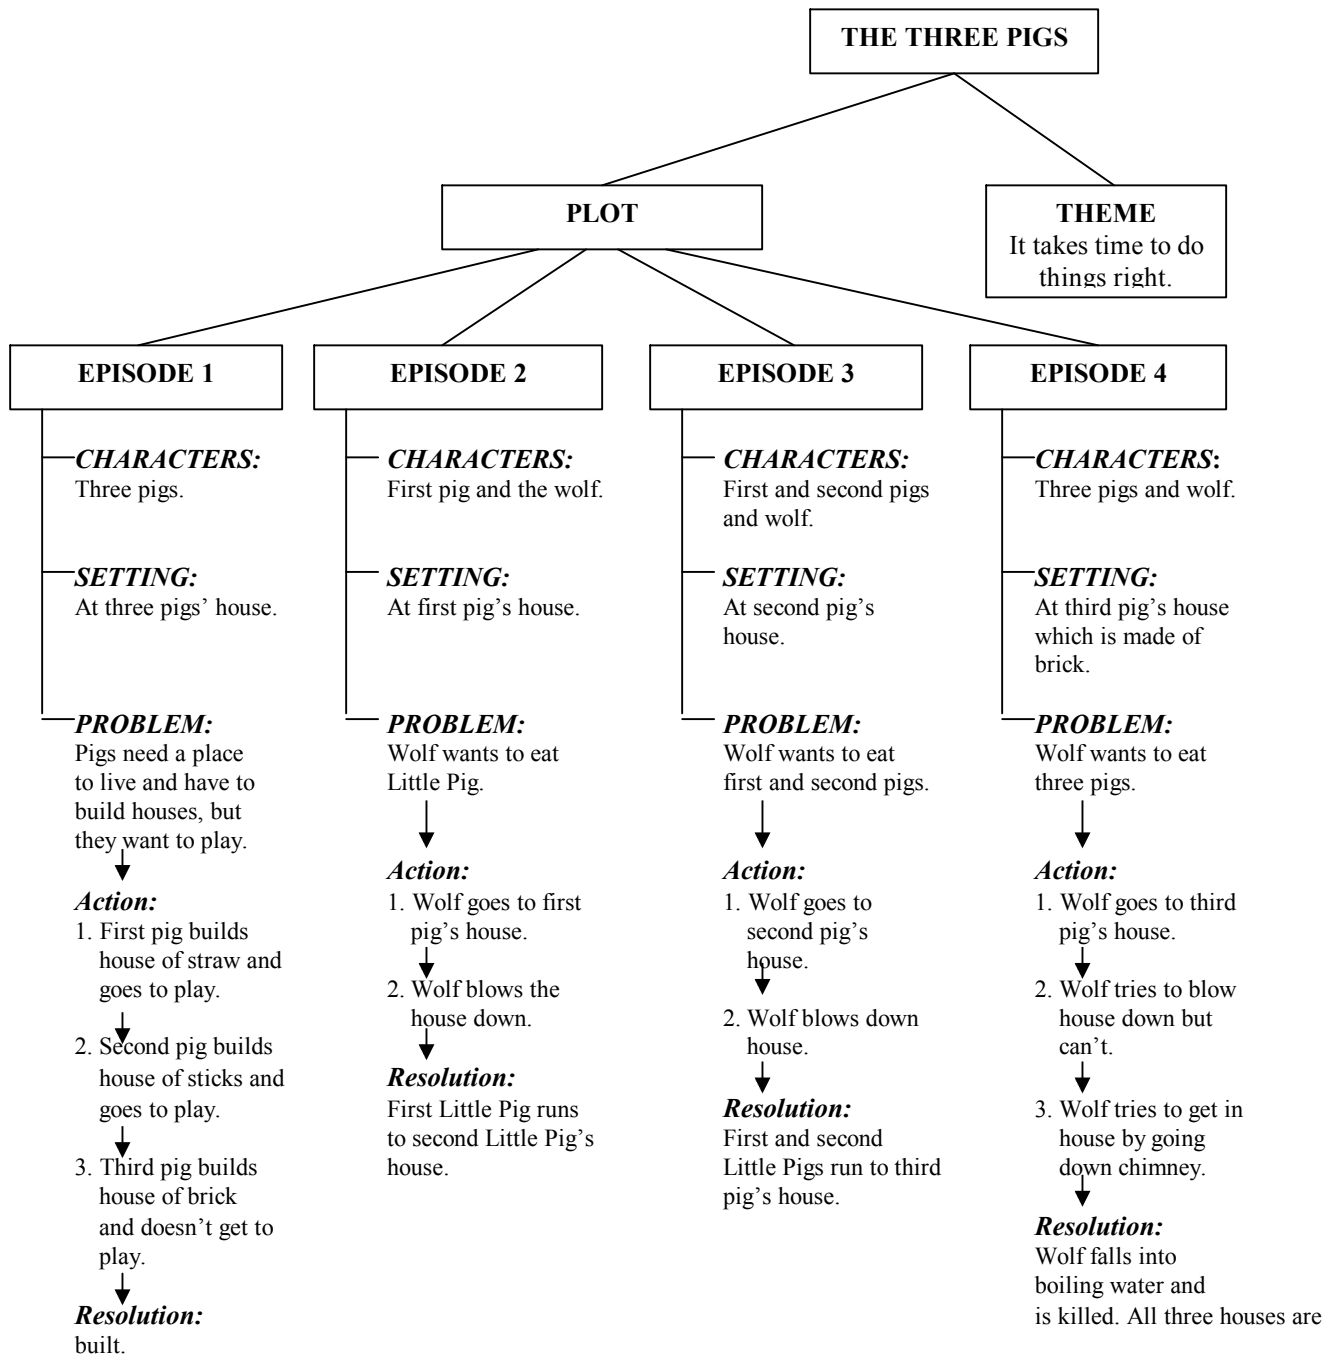 THE THREE PIGS
PLOT
THEME
It takes time to do
things right.
EPISODE 1
CHARACTERS:
Three pigs.
SETTING:
At three pigs’ house.
PROBLEM:
Pigs need a place
to live and have to
build houses, but
they want to play.
Action:
1. First pig builds
house of straw and
goes to play.
2. Second pig builds
house of sticks and
goes to play.
3. Third pig builds
house of brick
and doesn’t get to
play.
Resolution:
built.
EPISODE 2
CHARACTERS:
First pig and the wolf.
SETTING:
At first pig’s house.
PROBLEM:
Wolf wants to eat
Little Pig.
Action:
1. Wolf goes to first
pig’s house.
2. Wolf blows the
house down.
Resolution:
First Little Pig runs
to second Little Pig’s
house.
EPISODE 3
CHARACTERS:
First and second pigs
and wolf.
SETTING:
At second pig’s
house.
PROBLEM:
Wolf wants to eat
first and second pigs.
Action:
1. Wolf goes to
second pig’s
house.
2. Wolf blows down
house.
Resolution:
First and second
Little Pigs run to third
pig’s house.
EPISODE 4
CHARACTERS:
Three pigs and wolf.
SETTING:
At third pig’s house
which is made of
brick.
PROBLEM:
Wolf wants to eat
three pigs.
Action:
1. Wolf goes to third
pig’s house.
2. Wolf tries to blow
house down but
can’t.
3. Wolf tries to get in
house by going
down chimney.
Resolution:
Wolf falls into
boiling water and
is killed. All three houses are